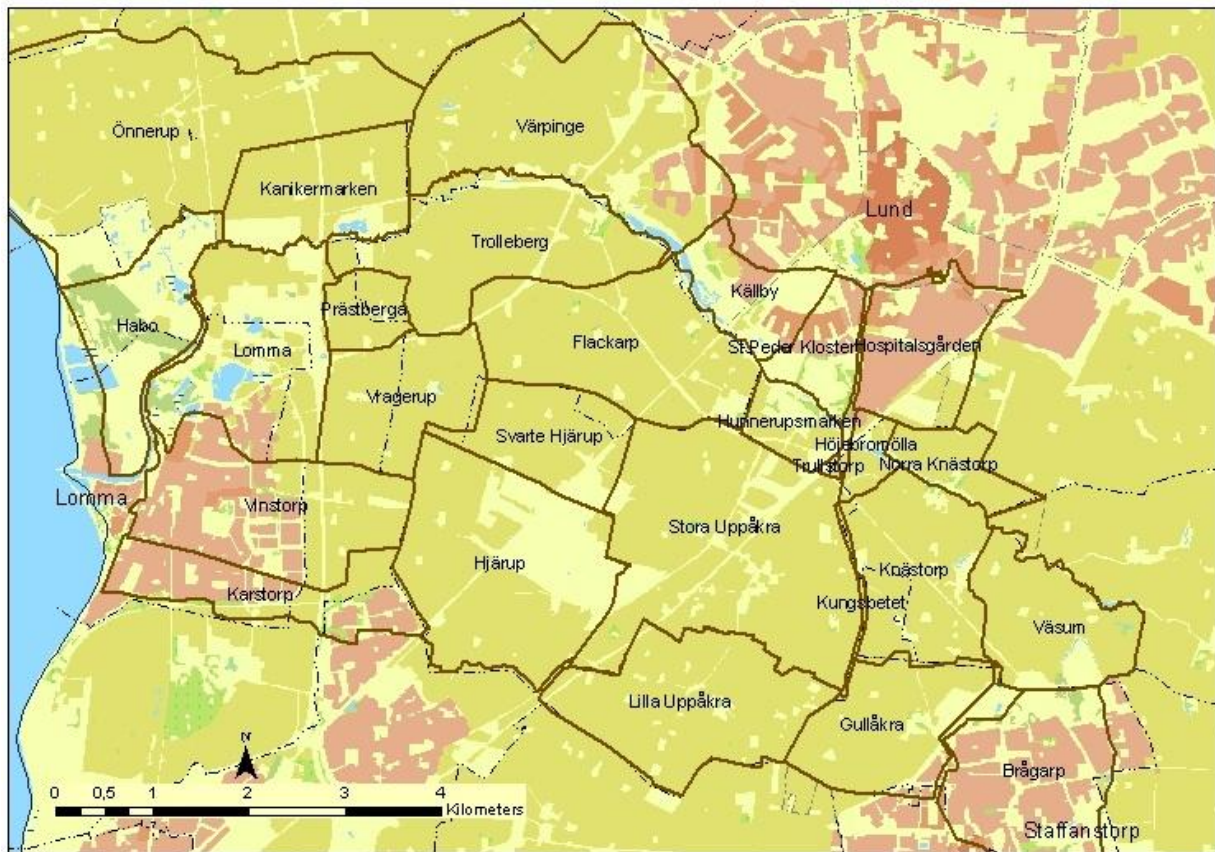 Önnerup
Värpinge
Kanikermarken
Lund
Trolleberg
Källby
Prästberga
Habo
Lomma
Flackarp
St.Peder Kloster
Hospitalsgården
Vragerup
Hunnerupsmarken
Svarte Hjärup
Höjebromölla
Trullstorp
Norra Knästorp
Lomma
Vinstorp
Stora Uppåkra
Hjärup
Knästorp
Karstorp
Kungsbetet
Väsum
Lilla Uppåkra
Gullåkra
N
Brågarp
0 0,5 1 2 3 4
Kilometers
Staffanstorp